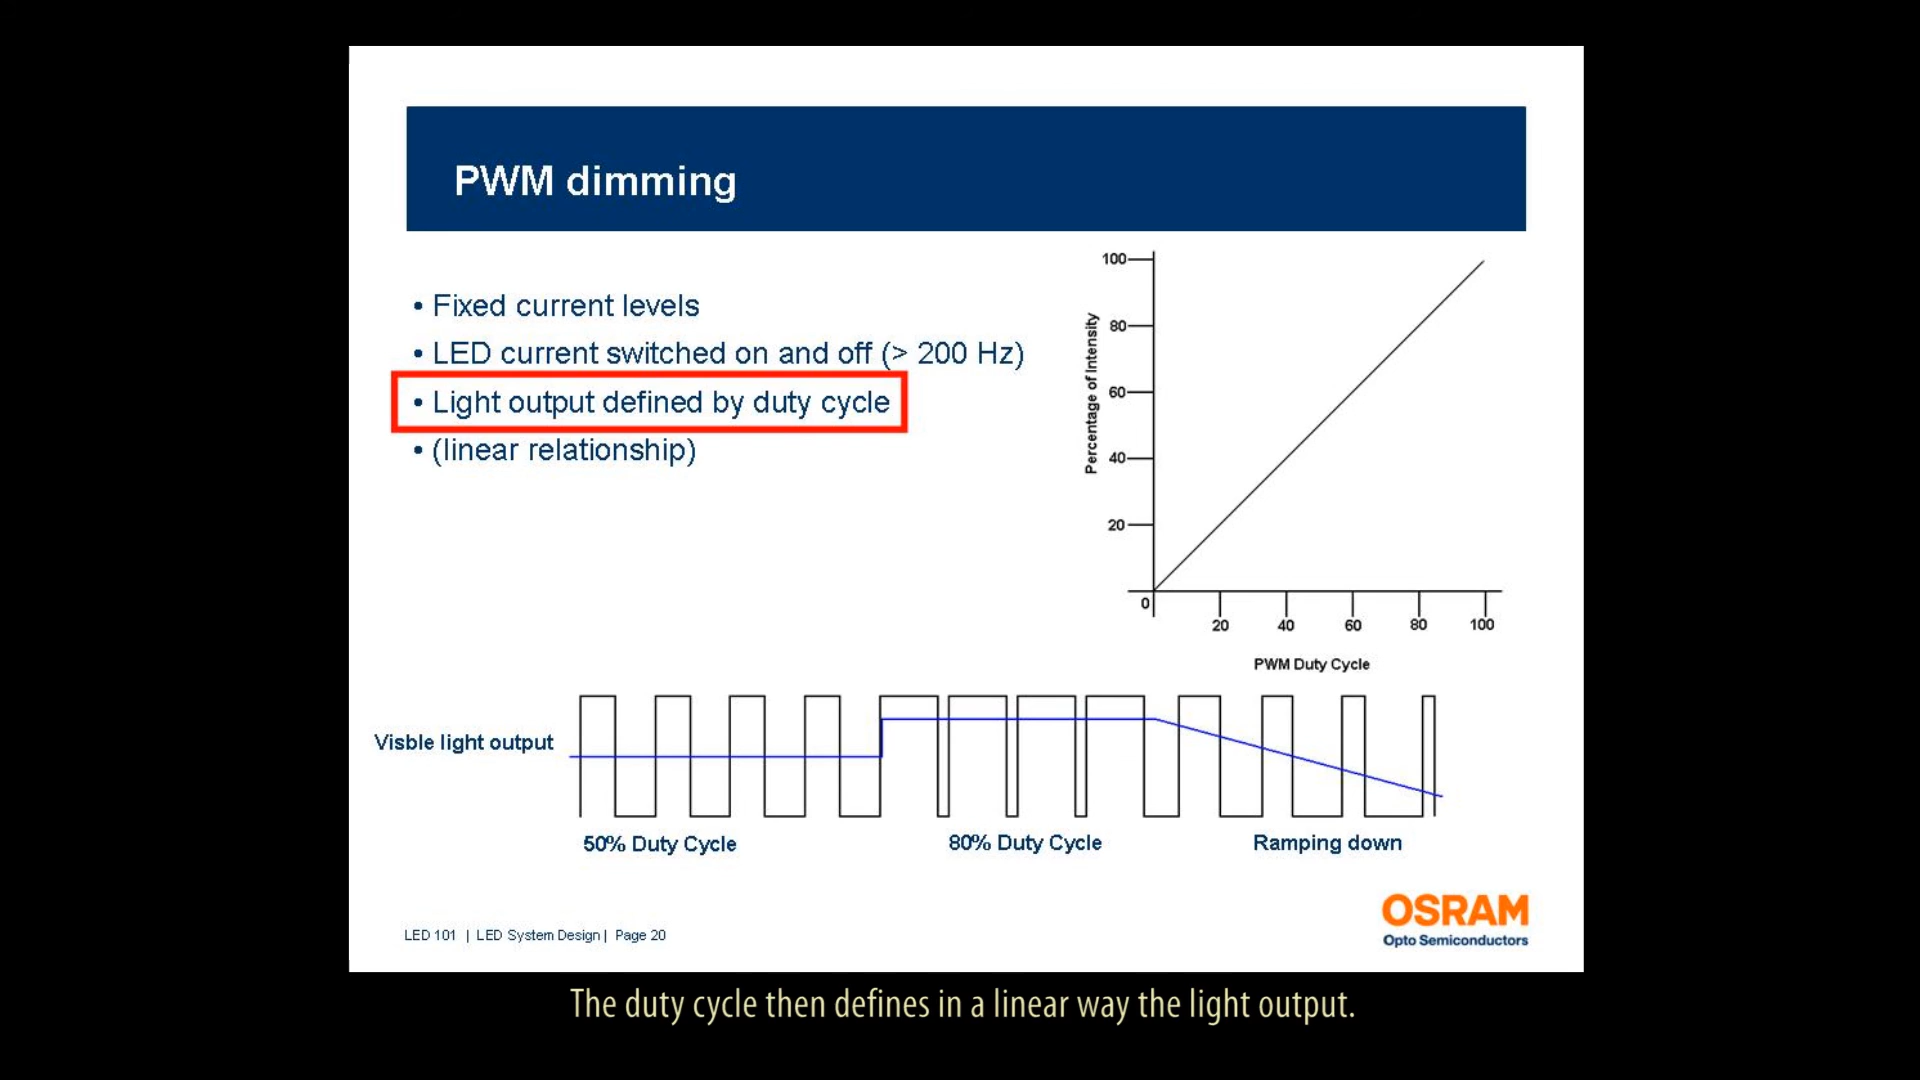 PWM dimming
• Fixed current levels
• LED current switched on and off (> 200 Hz)
• Light output defined by duty cycle
• (linear relationship)
100
80
60
40
20
0
Percentage of Intensity
20 40 60 80 100
PWM Duty Cycle
Visble light output
50% Duty Cycle 80% Duty Cycle Ramping down
LED 101 | LED System Design | Page 20
OSRAM
Opto Semiconductors
The duty cycle then defines in a linear way the light output.